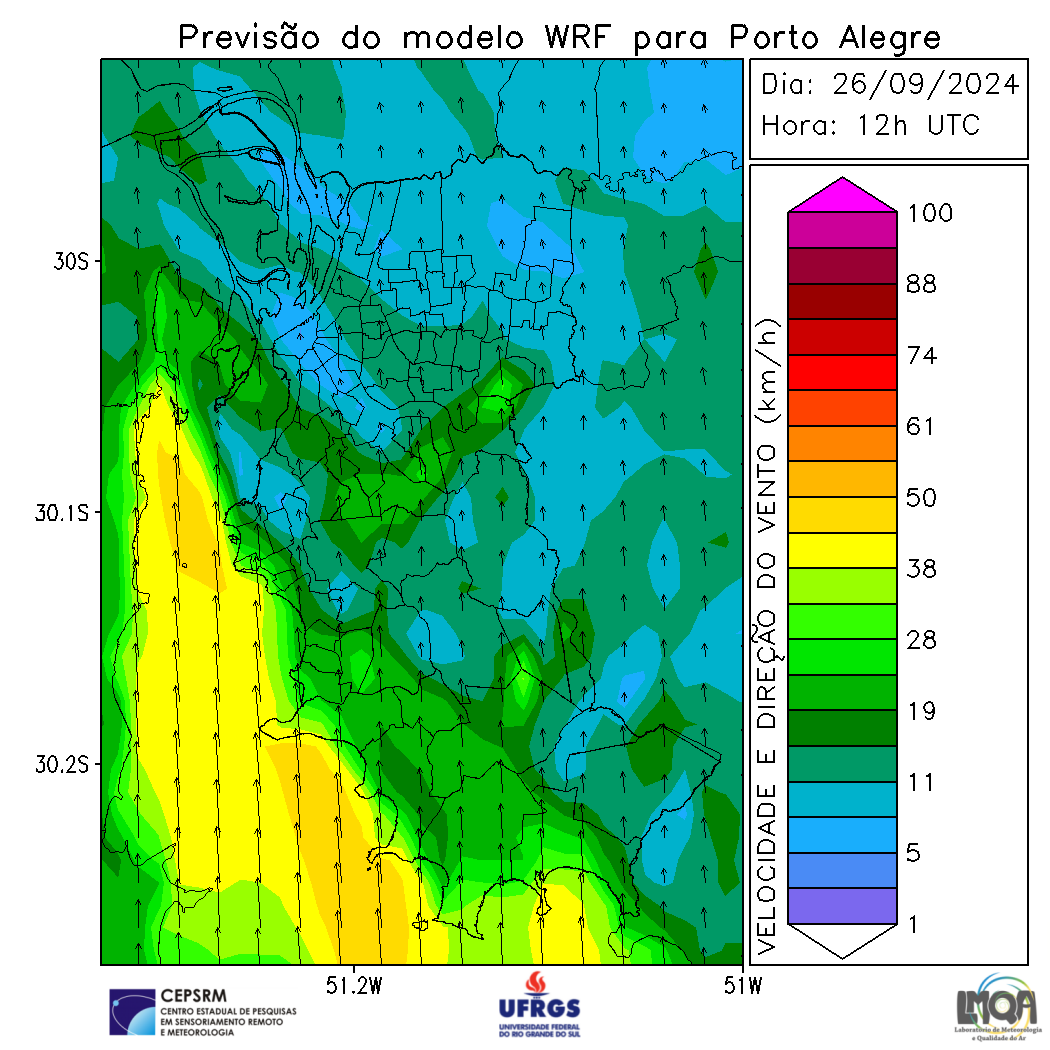 Previsão do modelo WRF para Porto Alegre
Dia: 26/09/2024
Hora: 12h UTC
30S
30.1S
30.2S
51.2W
51W
VELOCIDADE E DIREÇÃO DO VENTO (km/h)
100
88
74
61
50
38
28
19
11
5
1
CEPSRM
CENTRO ESTADUAL DE PESQUISAS
EM SENSORIAMENTO REMOTO
E METEOROLOGIA
UFRGS
UNIVERSIDADE FEDERAL
DO RIO GRANDE DO SUL
LMQA
Laboratório de Meteorologia
e Qualidade do Ar